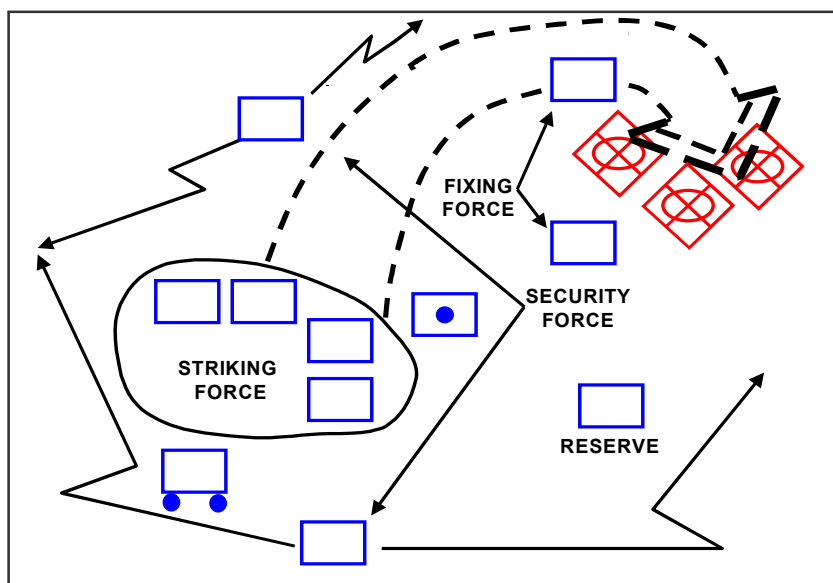 FIXING
FORCE
SECURITY
FORCE
STRIKING
FORCE
RESERVE